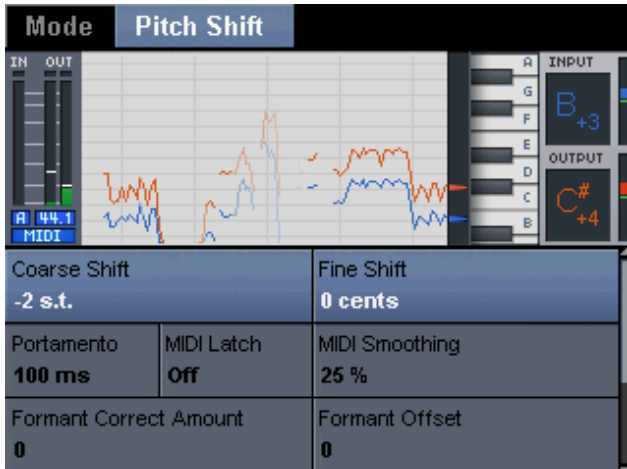 Mode Pitch Shift
IN OUT
A
G
F
E
D
C
B
INPUT
B+3
OUTPUT
C#+4
A 44.1
MIDI
Coarse Shift
-2 s.t.
Fine Shift
0 cents
Portamento
100 ms
MIDI Latch
Off
MIDI Smoothing
25 %
Formant Correct Amount
0
Formant Offset
0